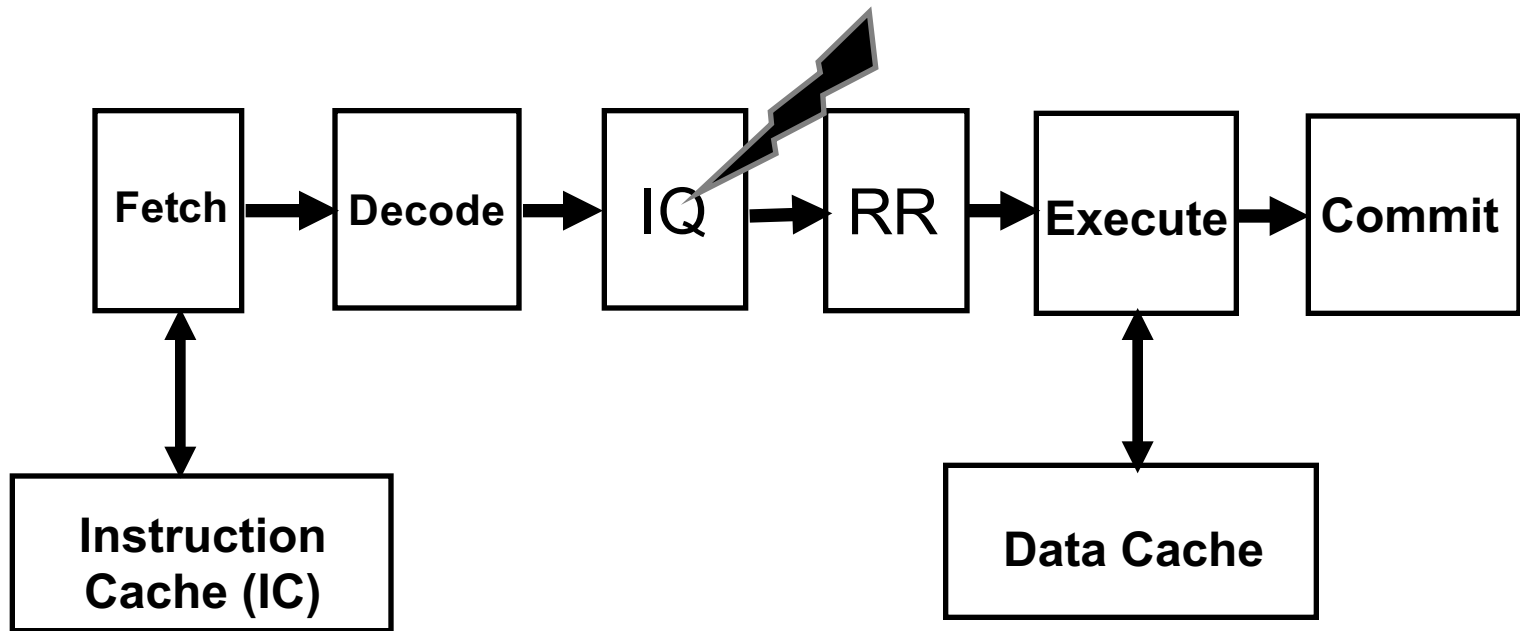 Fetch
Decode
IQ
RR
Execute
Commit
Instruction
Cache (IC)
Data Cache